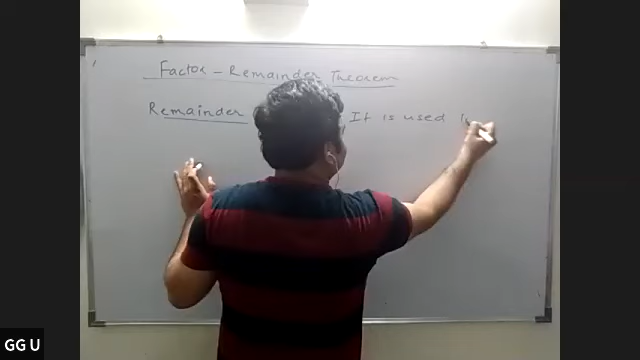 Factor - Remainder Theorem
Remainder It is used
GG U